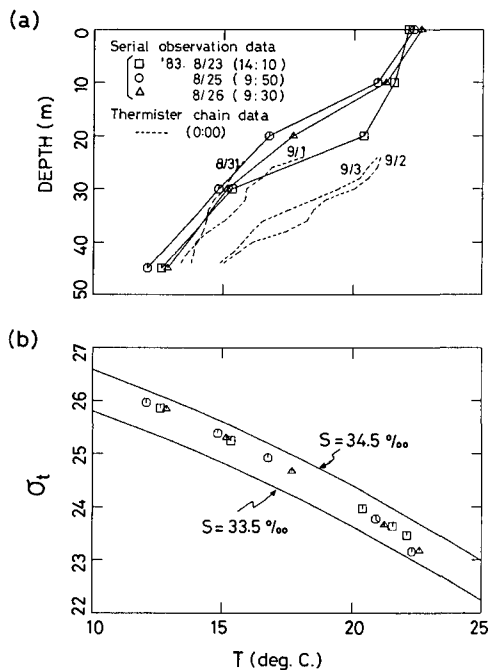 (a)
0
10
20
30
40
50
DEPTH (m)
Serial observation data
'83. 8/23 (14:10)
8/25 (9:50)
8/26 (9:30)
Thermister chain data
(0:00)
8/31
9/1
9/3
9/2
(b)
27
26
25
24
23
22
σt
S=34.5 ‰
S=33.5 ‰
10
15
20
25
T (deg. C.)